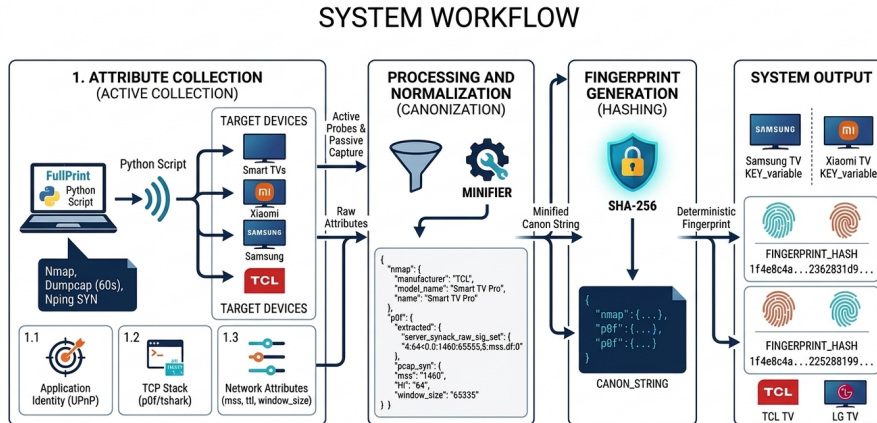 SYSTEM WORKFLOW
1. ATTRIBUTE COLLECTION
(ACTIVE COLLECTION)
FullPrint
Python
Script
Python Script
Nmap,
Dumpcap (60s),
Nping SYN
TARGET DEVICES
Smart TVs
mi
Xiaomi
SAMSUNG
Samsung
TCL
TARGET DEVICES
1.1
Application
Identity (UPnP)
1.2
TCP Stack
(p0f/tshark)
1.3
Network Attributes
(mss, ttl, window_size)
Active
Probes &
Passive
Capture
Raw
Attributes
PROCESSING AND
NORMALIZATION
(CANONIZATION)
MINIFIER
{
"nmap": {
"manufacturer": "TCL",
"model_name": "Smart TV Pro",
"name": "Smart TV Pro"
},
"p0f": {
"extracted": {
"server_synack_raw_sig_set": {
"4:64<0.0:1460:65555,$:mss.df:0"
},
"pcap_syn": {
"mss": "1460",
"Hl": "64",
"window_size": "65335"
} }
Minified
Canon String
FINGERPRINT
GENERATION
(HASHING)
SHA-256
{
"nmap":{...},
"p0f":{...},
"p0f":{...}
}
CANON_STRING
Deterministic
Fingerprint
SYSTEM OUTPUT
SAMSUNG
Samsung TV
KEY_variable
mi
Xiaomi TV
KEY_variable
FINGERPRINT_HASH
1f4e8c4a...2362831d9...
FINGERPRINT_HASH
1f4e8c4a...225288199...
TCL
TCL TV
LG
LG TV